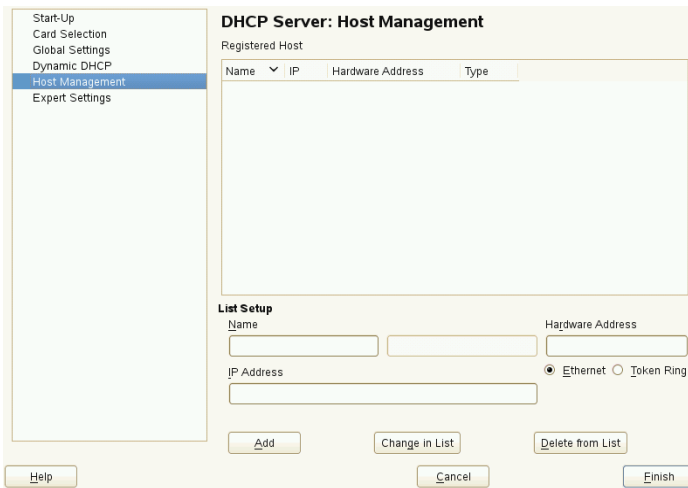 Start-Up
Card Selection
Global Settings
Dynamic DHCP
Host Management
Expert Settings
DHCP Server: Host Management
Registered Host
Name IP Hardware Address Type
List Setup
Name Hardware Address
IP Address Ethernet Token Ring
Add Change in List Delete from List
Help Cancel Finish